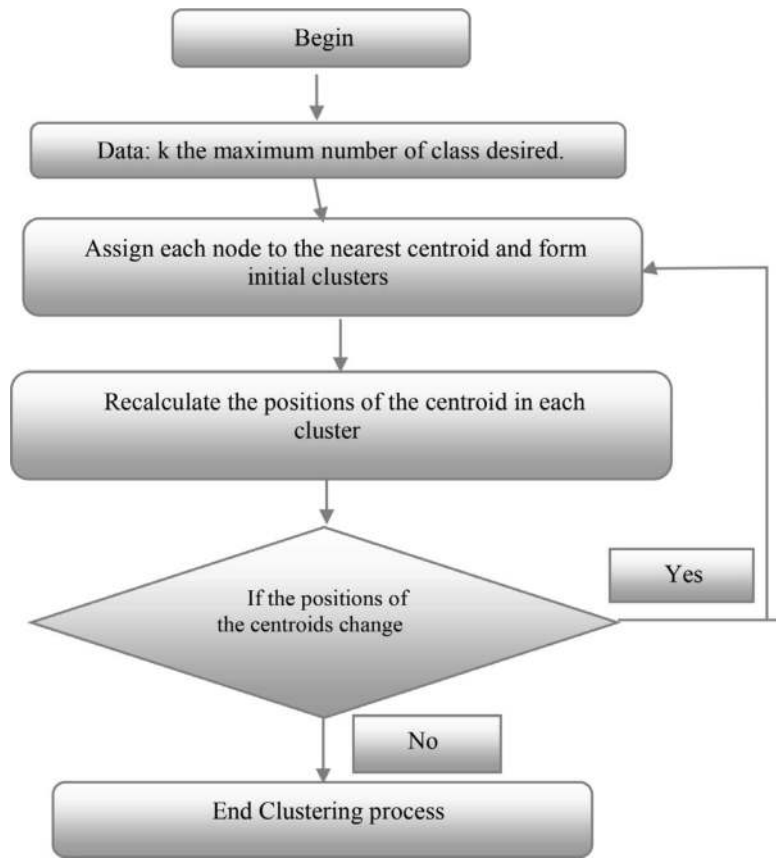 Begin
Data: k the maximum number of class desired.
Assign each node to the nearest centroid and form
initial clusters
Recalculate the positions of the centroid in each
cluster
If the positions of
the centroids change
Yes
No
End Clustering process